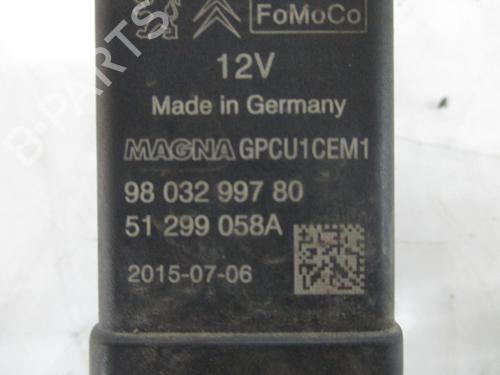 FoMoCo
12V
Made in Germany
MAGNA GPCU1CEM1
98 032 997 80
51 299 058A
2015-07-06
B-PARTS